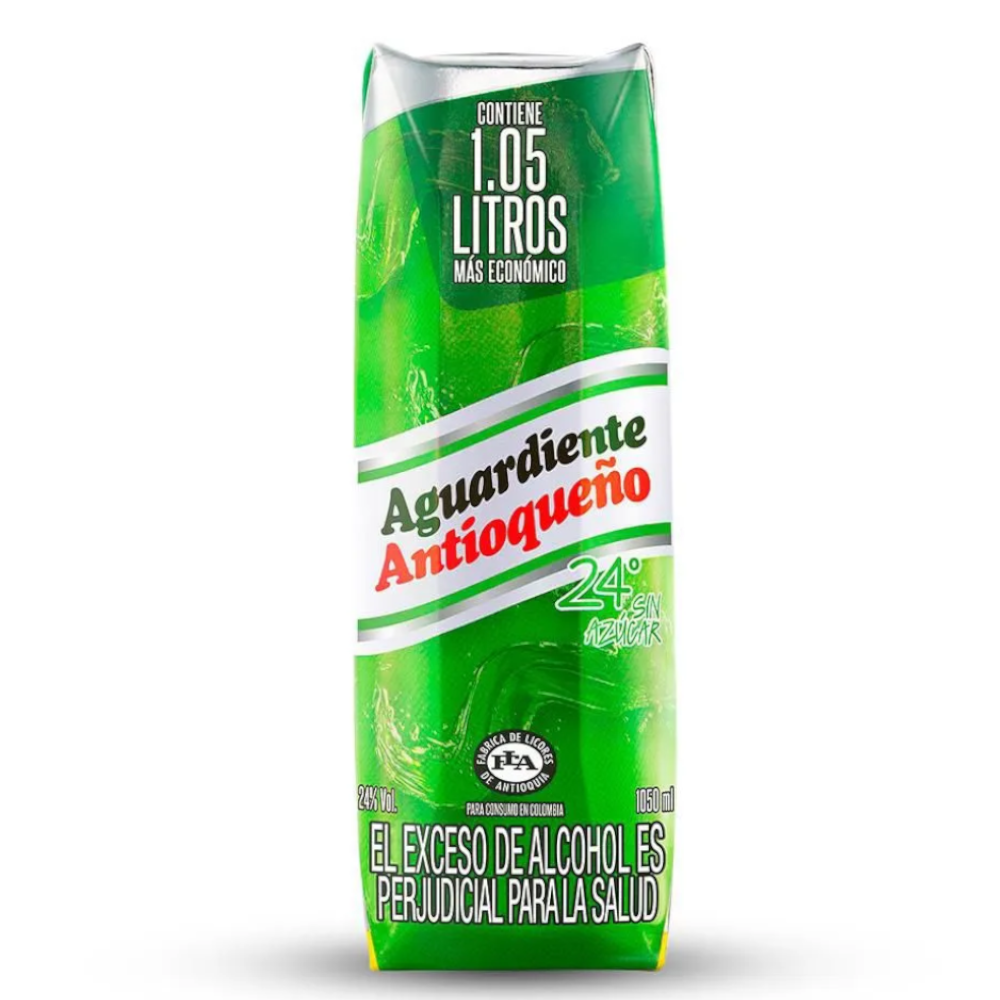 CONTIENE
1.05
LITROS
MÁS ECONÓMICO
Aguardiente
Antioqueño
24°
SIN
AZÚCAR
FABRICA DE LICORES
FLA
DE ANTIOQUIA
24% Vol.
PARA CONSUMO EN COLOMBIA
1050 ml
EL EXCESO DE ALCOHOL ES
PERJUDICIAL PARA LA SALUD